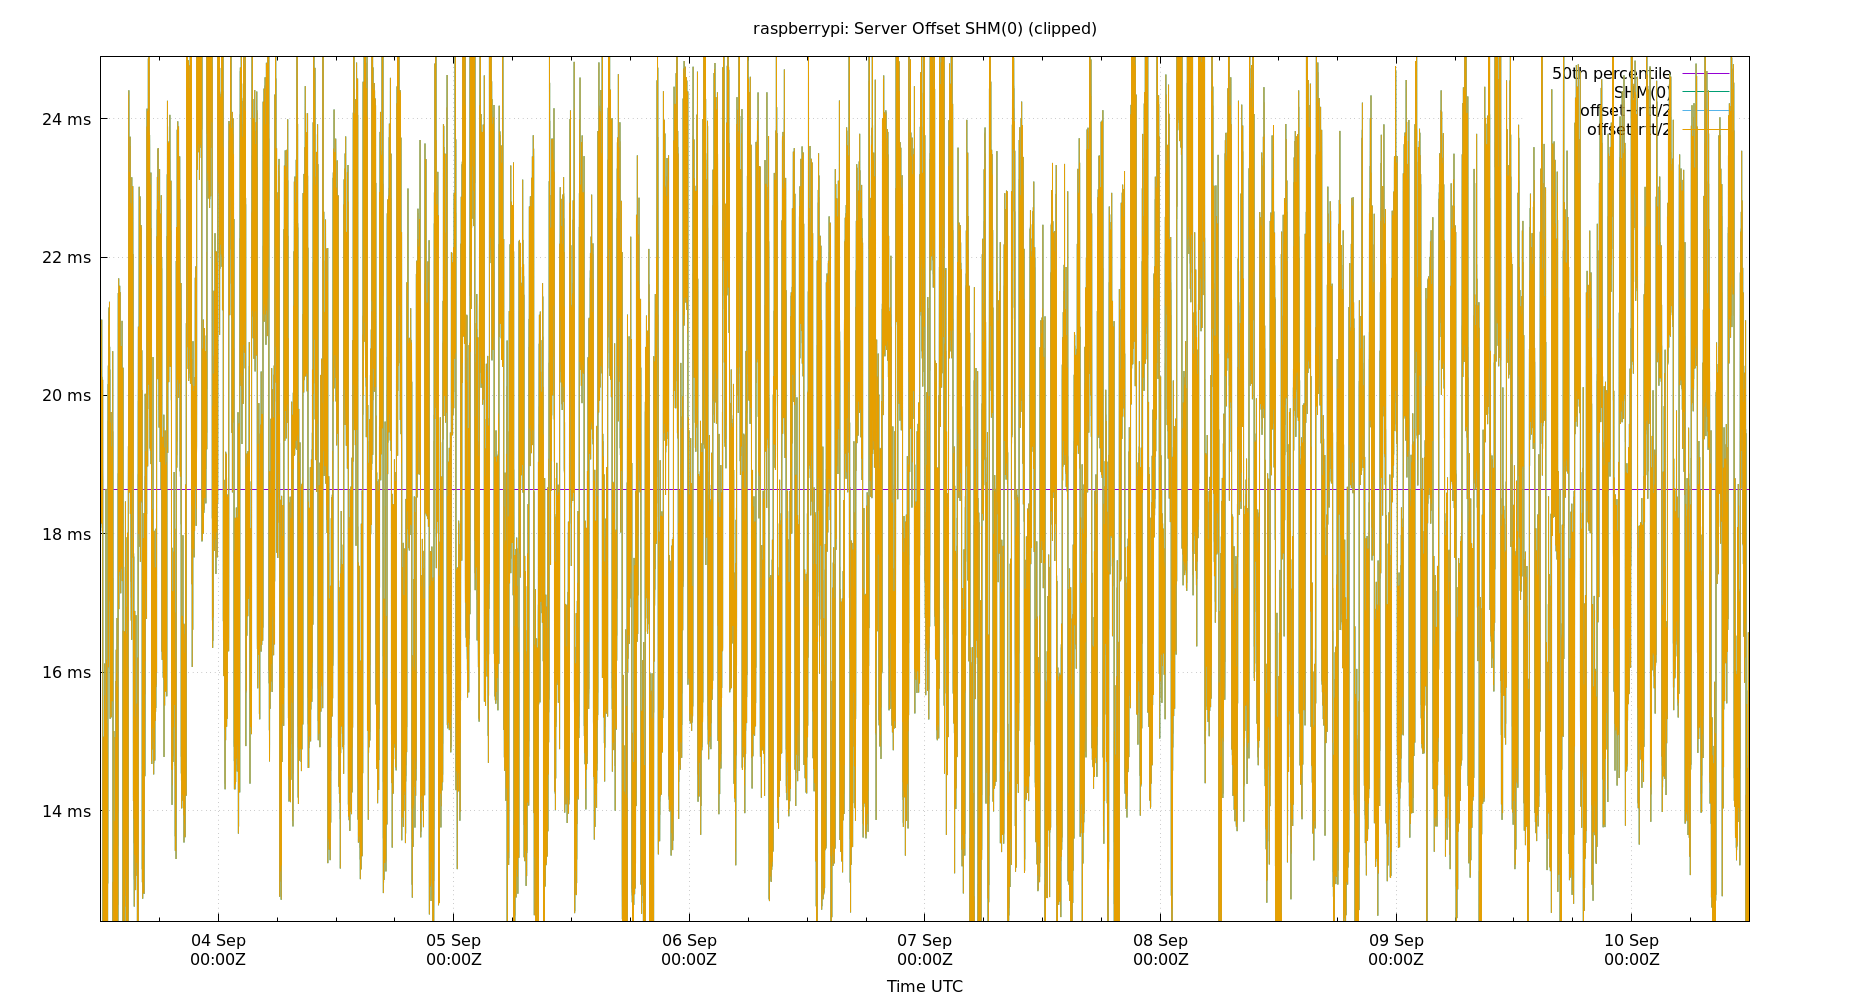 raspberrypi: Server Offset SHM(0) (clipped)
50th percentile
SHM(0)
offset+rtt/2
offset-rtt/2
24 ms
22 ms
20 ms
18 ms
16 ms
14 ms
04 Sep 05 Sep 06 Sep 07 Sep 08 Sep 09 Sep 10 Sep
00:00Z 00:00Z 00:00Z 00:00Z 00:00Z 00:00Z 00:00Z
Time UTC